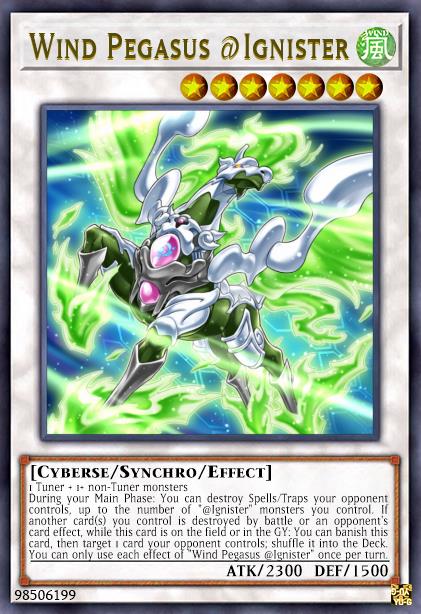 Wind Pegasus @Ignister
WIND
風
[Cyberse/Synchro/Effect]
1 Tuner + 1+ non-Tuner monsters
During your Main Phase: You can destroy Spells/Traps your opponent
controls, up to the number of "@Ignister" monsters you control. If
another card(s) you control is destroyed by battle or an opponent's
card effect, while this card is on the field or in the GY: You can banish this
card, then target 1 card your opponent controls; shuffle it into the Deck.
You can only use each effect of "Wind Pegasus @Ignister" once per turn.
ATK/2300 DEF/1500
98506199